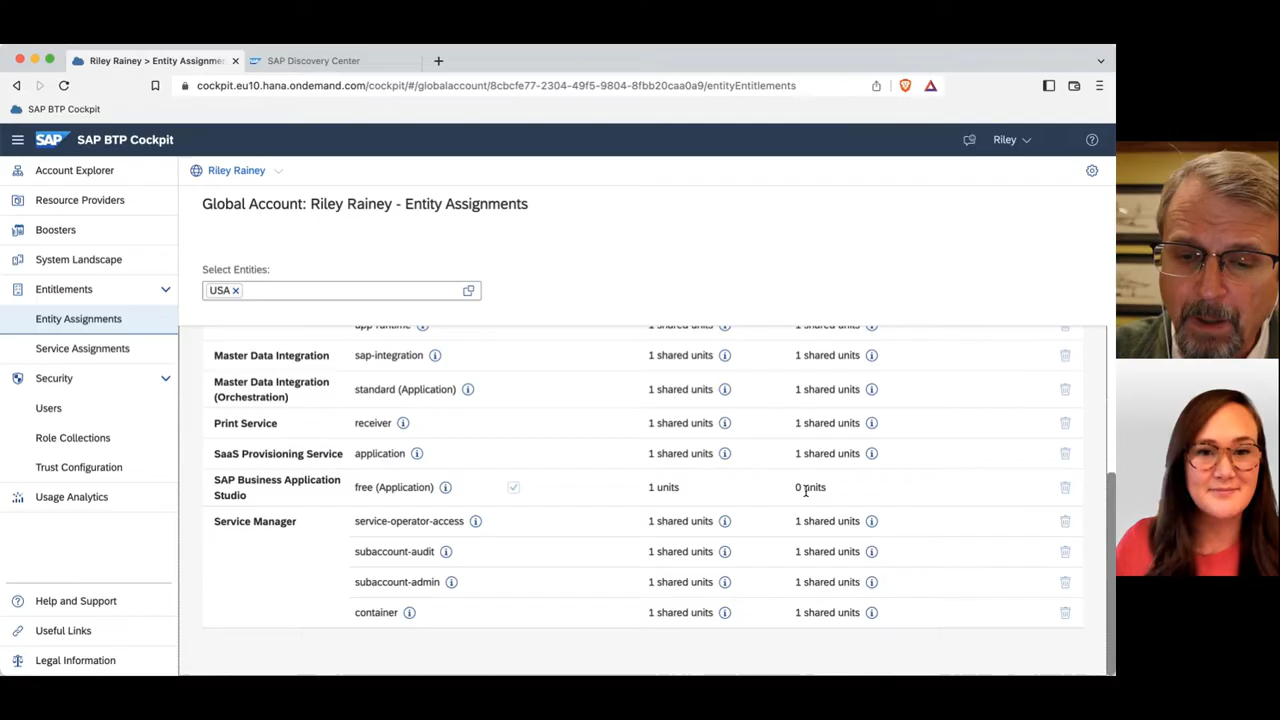 Riley Rainey > Entity Assignme
SAP Discovery Center
cockpit.eu10.hana.ondemand.com/cockpit/#/globalaccount/8cbcfe77-2304-49f5-9804-8fbb20caa0a9/entityEntitlements
SAP BTP Cockpit
SAP SAP BTP Cockpit Riley
Account Explorer
Resource Providers
Boosters
System Landscape
Entitlements
Entity Assignments
Service Assignments
Security
Users
Role Collections
Trust Configuration
Usage Analytics
Help and Support
Useful Links
Legal Information
Riley Rainey
Global Account: Riley Rainey - Entity Assignments
Select Entities:
USA
app-runtime 1 shared units 1 shared units
Master Data Integration sap-integration 1 shared units 1 shared units
Master Data Integration (Orchestration) standard (Application) 1 shared units 1 shared units
Print Service receiver 1 shared units 1 shared units
SaaS Provisioning Service application 1 shared units 1 shared units
SAP Business Application Studio free (Application) 1 units 0 units
Service Manager service-operator-access 1 shared units 1 shared units
subaccount-audit 1 shared units 1 shared units
subaccount-admin 1 shared units 1 shared units
container 1 shared units 1 shared units